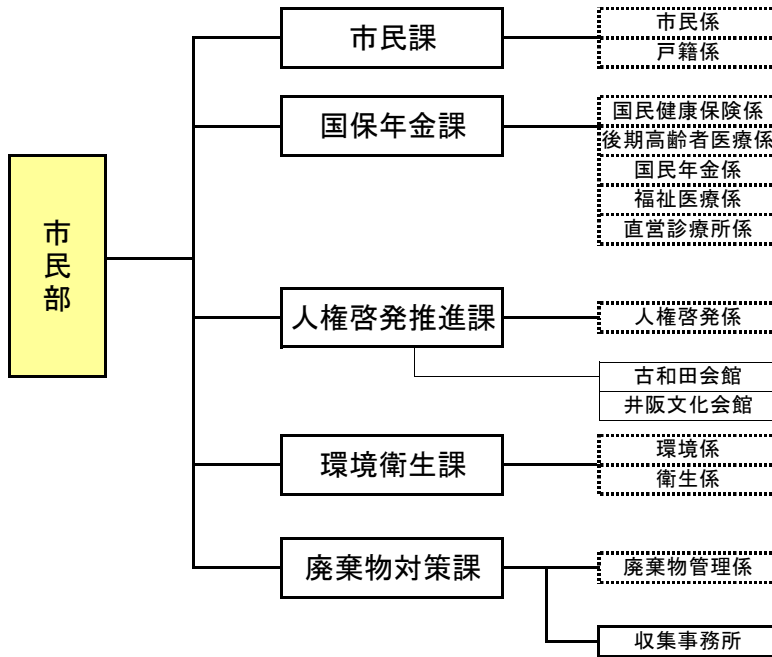 市民部
市民課
市民係
戸籍係
国保年金課
国民健康保険係
後期高齢者医療係
国民年金係
福祉医療係
直営診療所係
人権啓発推進課
人権啓発係
古和田会館
井阪文化会館
環境衛生課
環境係
衛生係
廃棄物対策課
廃棄物管理係
収集事務所